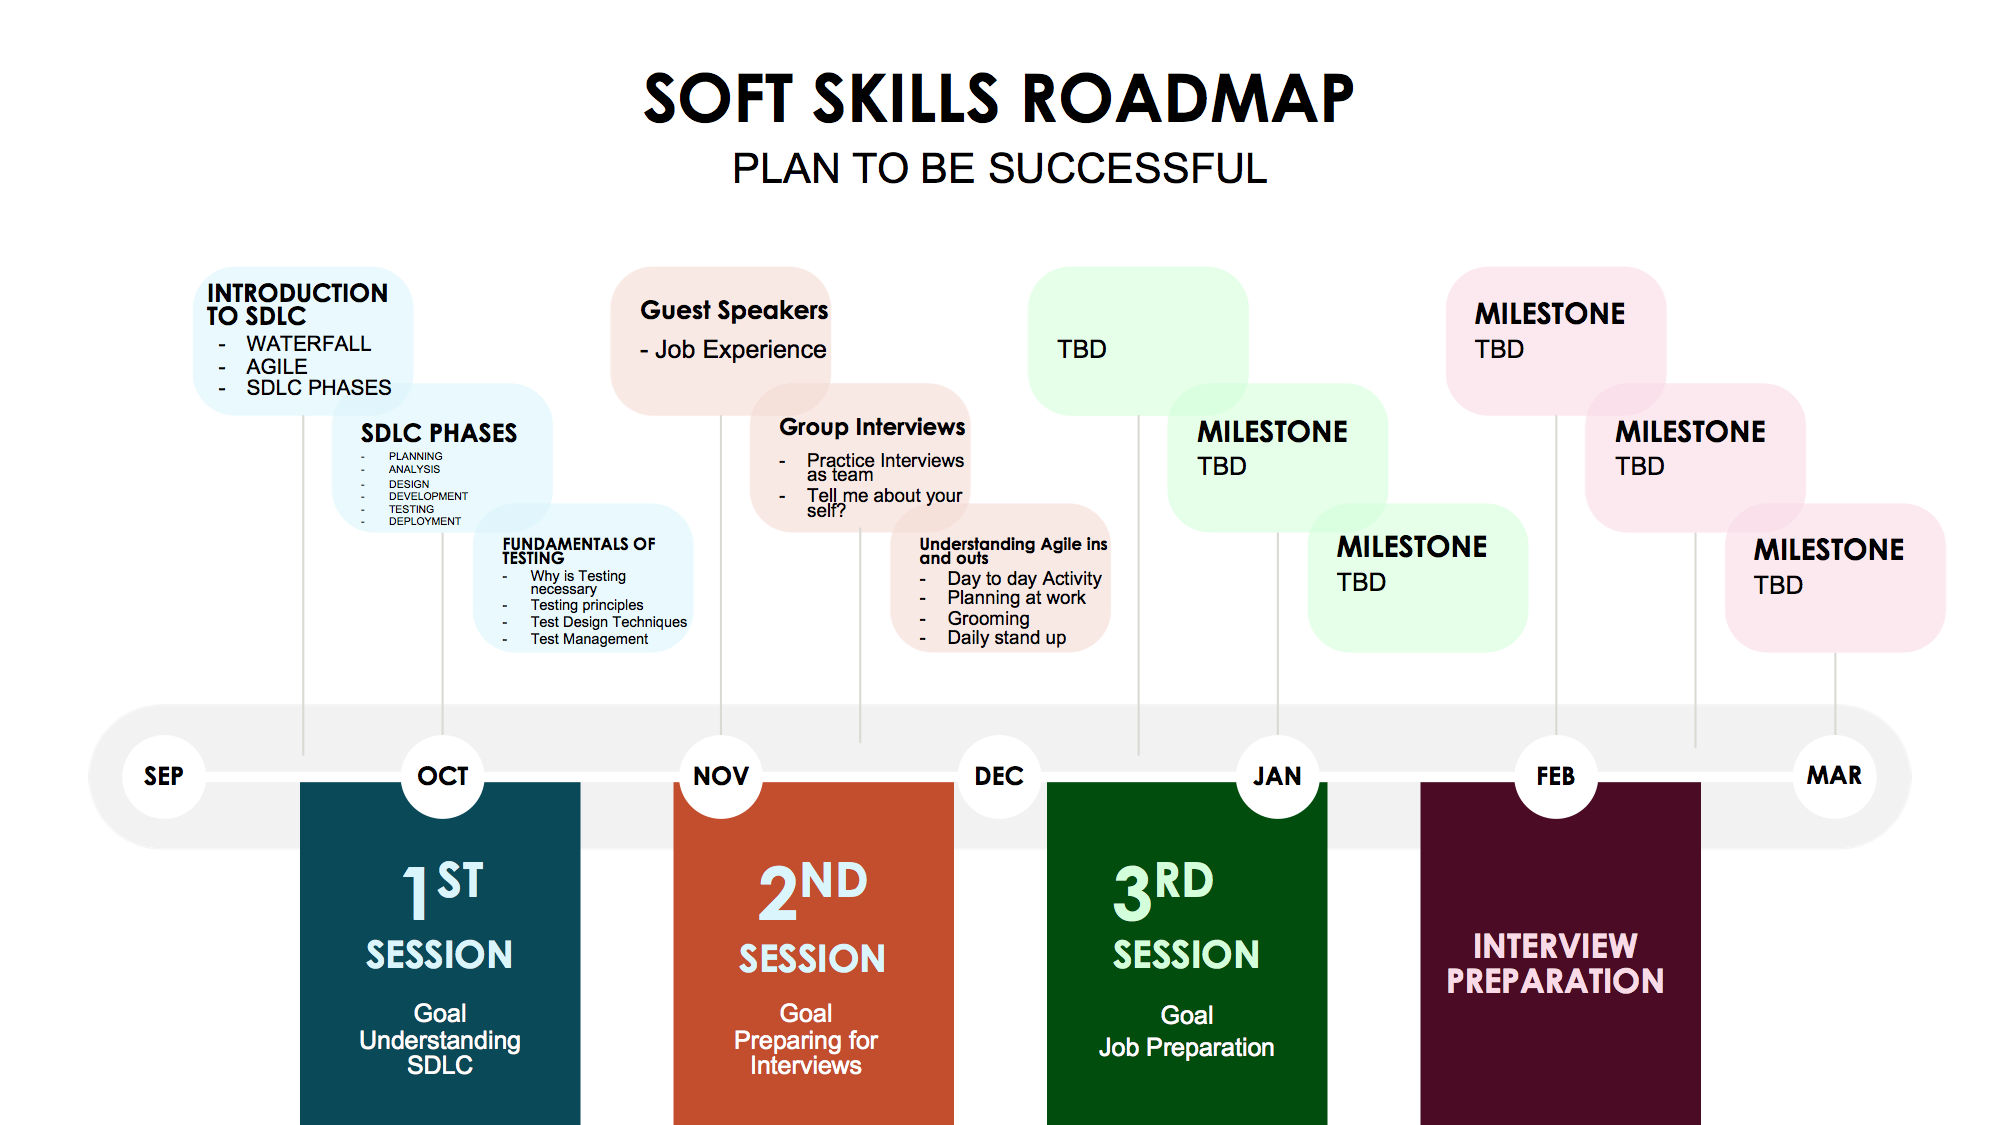 SOFT SKILLS ROADMAP
PLAN TO BE SUCCESSFUL
INTRODUCTION
TO SDLC
- WATERFALL
- AGILE
- SDLC PHASES
SDLC PHASES
- PLANNING
- ANALYSIS
- DESIGN
- DEVELOPMENT
- TESTING
- DEPLOYMENT
FUNDAMENTALS OF
TESTING
- Why is Testing
necessary
- Testing principles
- Test Design Techniques
- Test Management
Guest Speakers
- Job Experience
Group Interviews
- Practice Interviews
as team
- Tell me about your
self?
Understanding Agile ins
and outs
- Day to day Activity
- Planning at work
- Grooming
- Daily stand up
TBD
MILESTONE
TBD
MILESTONE
TBD
MILESTONE
TBD
MILESTONE
TBD
MILESTONE
TBD
SEP OCT NOV DEC JAN FEB MAR
1ST
SESSION
Goal
Understanding
SDLC
2ND
SESSION
Goal
Preparing for
Interviews
3RD
SESSION
Goal
Job Preparation
INTERVIEW
PREPARATION